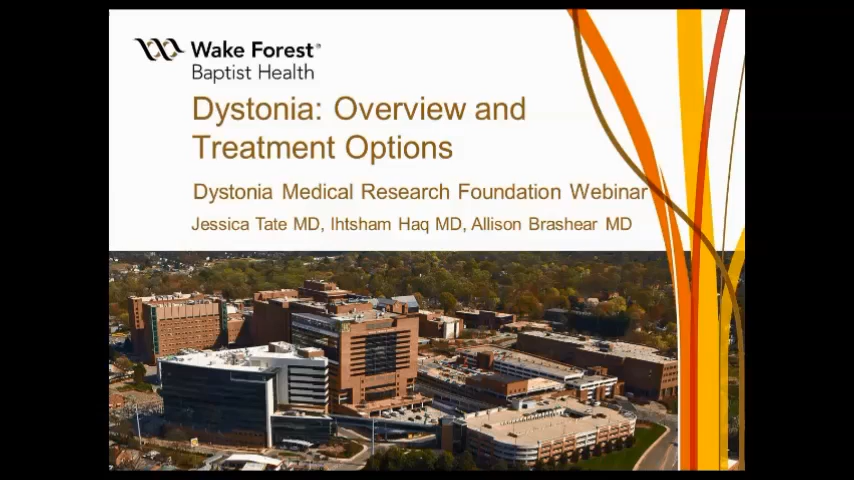 Wake Forest®
Baptist Health
Dystonia: Overview and
Treatment Options
Dystonia Medical Research Foundation Webinar
Jessica Tate MD, Ihtsham Haq MD, Allison Brashear MD